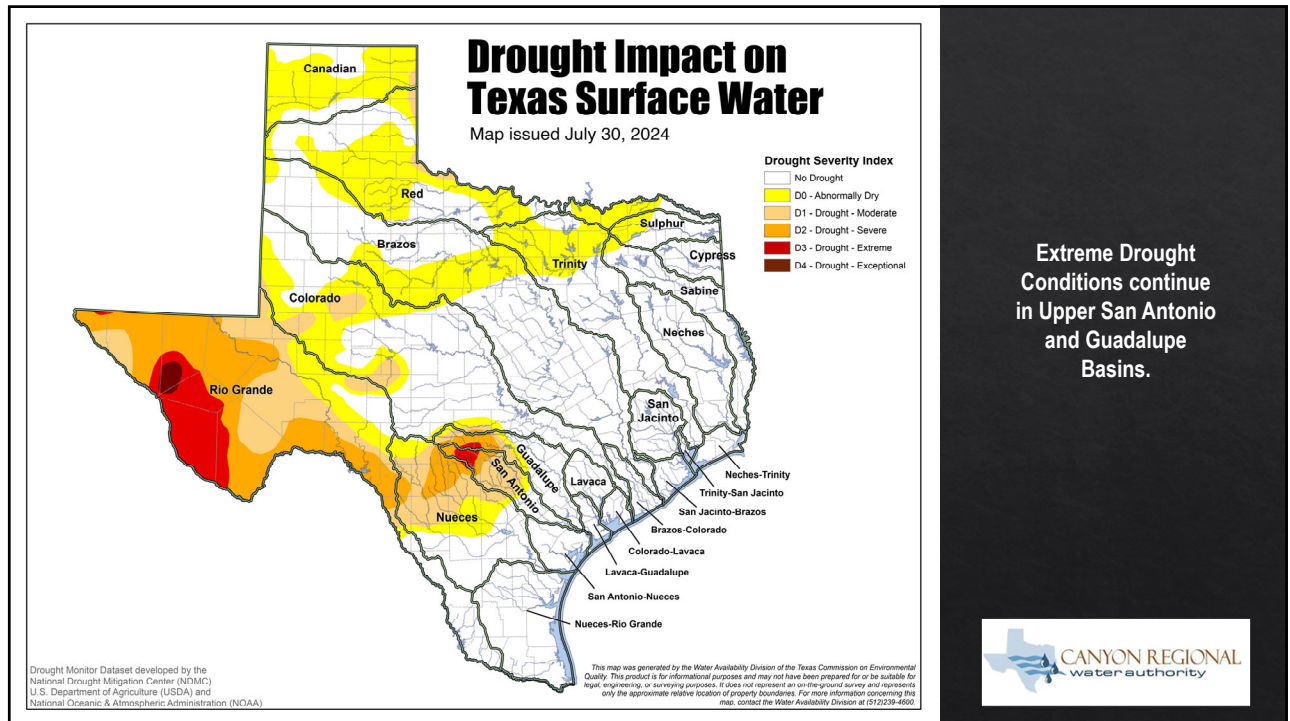 Drought Impact on
Texas Surface Water
Map issued July 30, 2024
Drought Severity Index
No Drought
D0 - Abnormally Dry
D1 - Drought - Moderate
D2 - Drought - Severe
D3 - Drought - Extreme
D4 - Drought - Exceptional
Canadian
Red
Sulphur
Brazos
Cypress
Trinity
Sabine
Colorado
Neches
Rio Grande
San
Jacinto
Guadalupe
San Antonio
Lavaca
Nueces
Neches-Trinity
Trinity-San Jacinto
San Jacinto-Brazos
Brazos-Colorado
Colorado-Lavaca
Lavaca-Guadalupe
San Antonio-Nueces
Nueces-Rio Grande
Drought Monitor Dataset developed by the
National Drought Mitigation Center (NDMC)
U.S. Department of Agriculture (USDA) and
National Oceanic & Atmospheric Administration (NOAA)
This map was generated by the Water Availability Division of the Texas Commission on Environmental
Quality. This product is for informational purposes and may not have been prepared for or be suitable for
legal, engineering, or surveying purposes. It does not represent an on-the-ground survey and represents
only the approximate relative location of property boundaries. For more information concerning this
map, contact the Water Availability Division at (512)239-4600.
Extreme Drought
Conditions continue
in Upper San Antonio
and Guadalupe
Basins.
CANYON REGIONAL
water authority